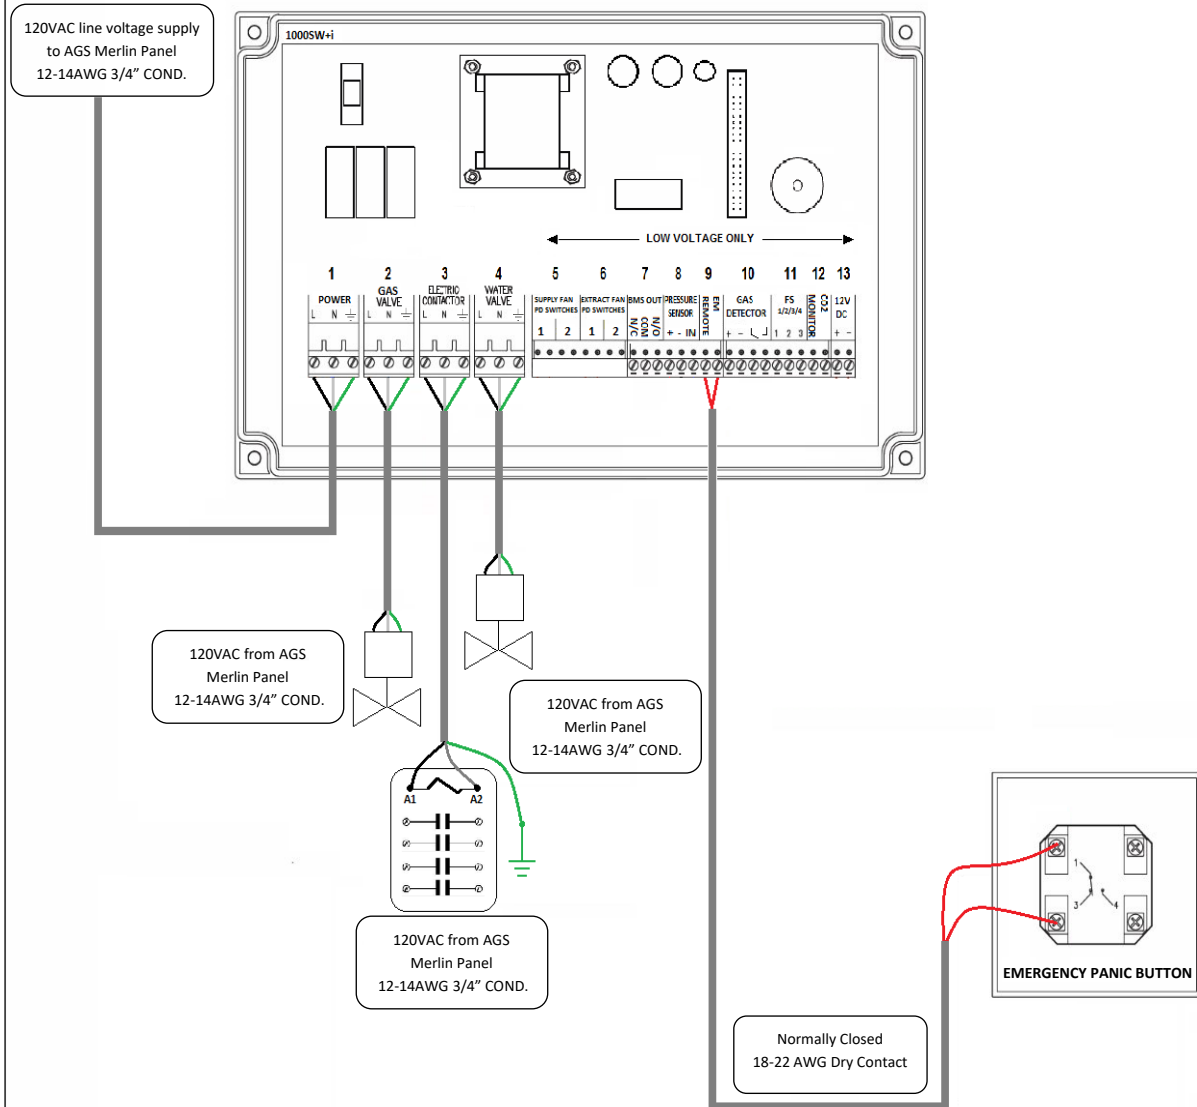 120VAC line voltage supply
to AGS Merlin Panel
12-14AWG 3/4” COND.
1000SW+i
LOW VOLTAGE ONLY
1 2 3 4 5 6 7 8 9 10 11 12 13
POWER
L N
GAS
VALVE
L N
ELETRIC
CONTACTOR
L N
WATER
VALVE
L N
SUPPLY FAN
PD SWITCHES
1 2
EXTRACT FAN
PD SWITCHES
1 2
BMS OUT
N/C
COM
N/O
PRESSURE
SENSOR
+ - IN
EM
REMOTE
GAS
DETECTOR
+ -
FS
1/2/3/4
1 2 3
CO2
MONITOR
12V
DC
+ -
120VAC from AGS
Merlin Panel
12-14AWG 3/4” COND.
120VAC from AGS
Merlin Panel
12-14AWG 3/4” COND.
A1 A2
120VAC from AGS
Merlin Panel
12-14AWG 3/4” COND.
1
3 4
EMERGENCY PANIC BUTTON
Normally Closed
18-22 AWG Dry Contact